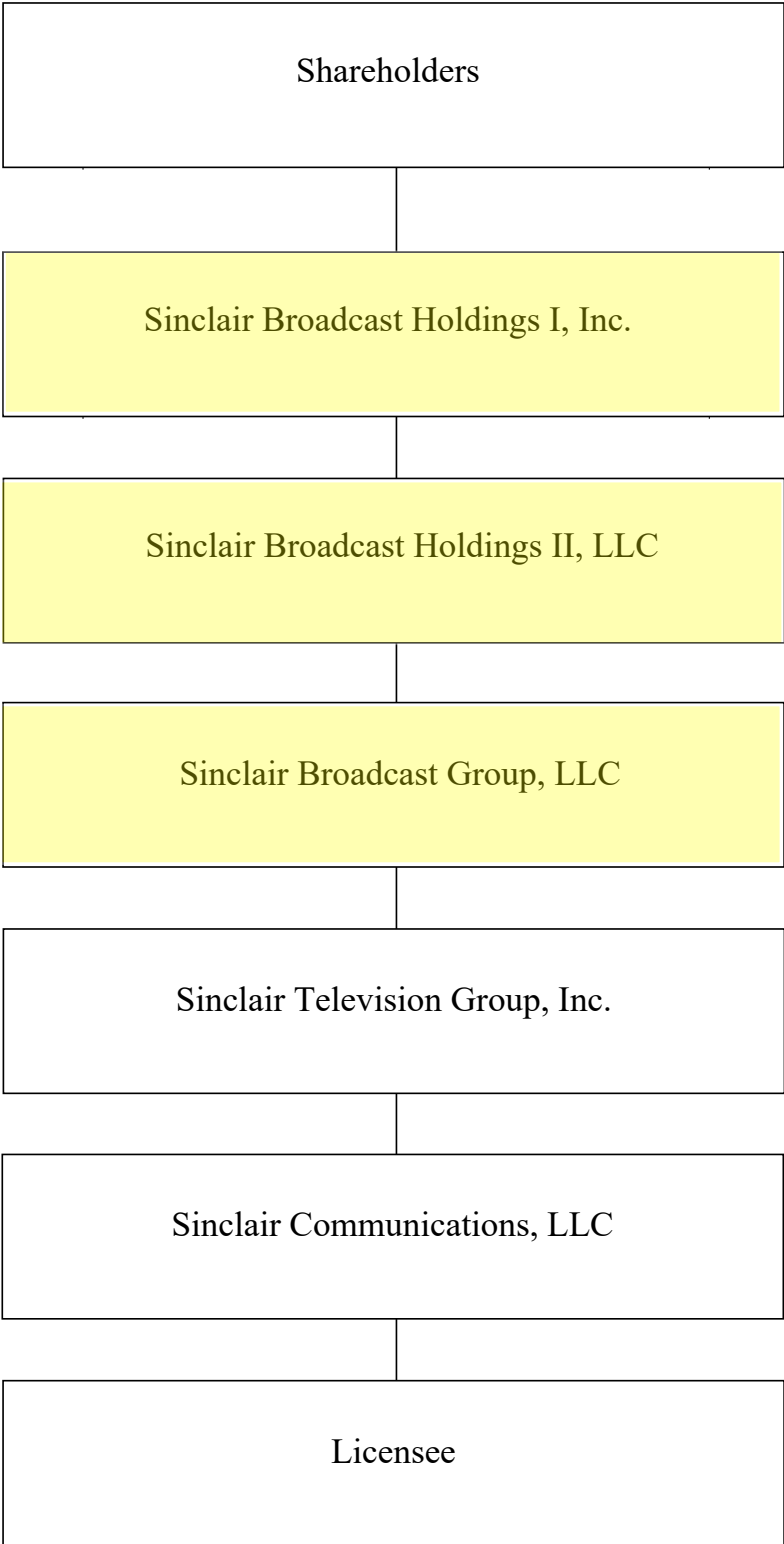 Shareholders
Sinclair Broadcast Holdings I, Inc.
Sinclair Broadcast Holdings II, LLC
Sinclair Broadcast Group, LLC
Sinclair Television Group, Inc.
Sinclair Communications, LLC
Licensee